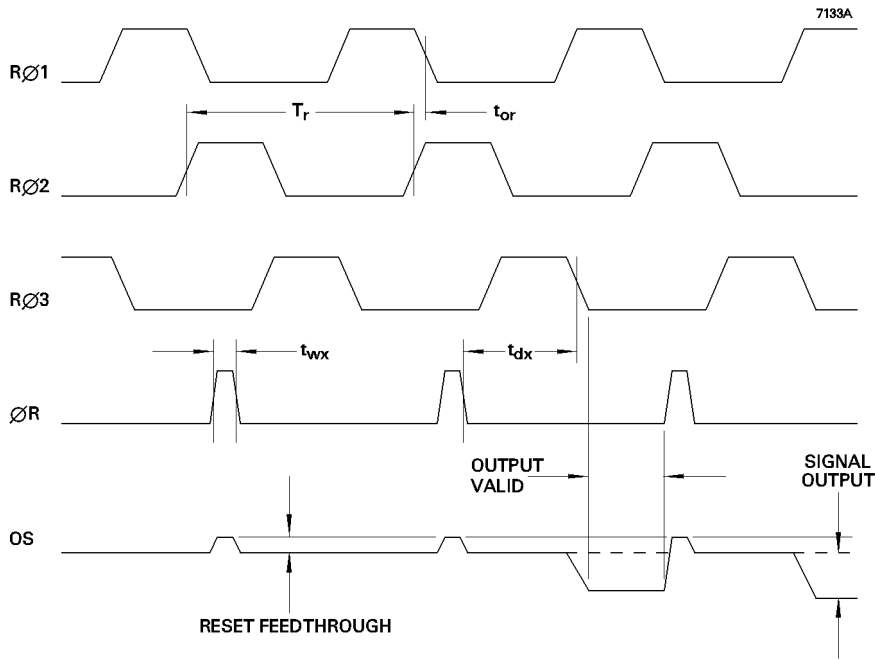 7133A
RØ1
Tr
tor
RØ2
RØ3
twx
tdx
ØR
OUTPUT
VALID
SIGNAL
OUTPUT
OS
RESET FEEDTHROUGH